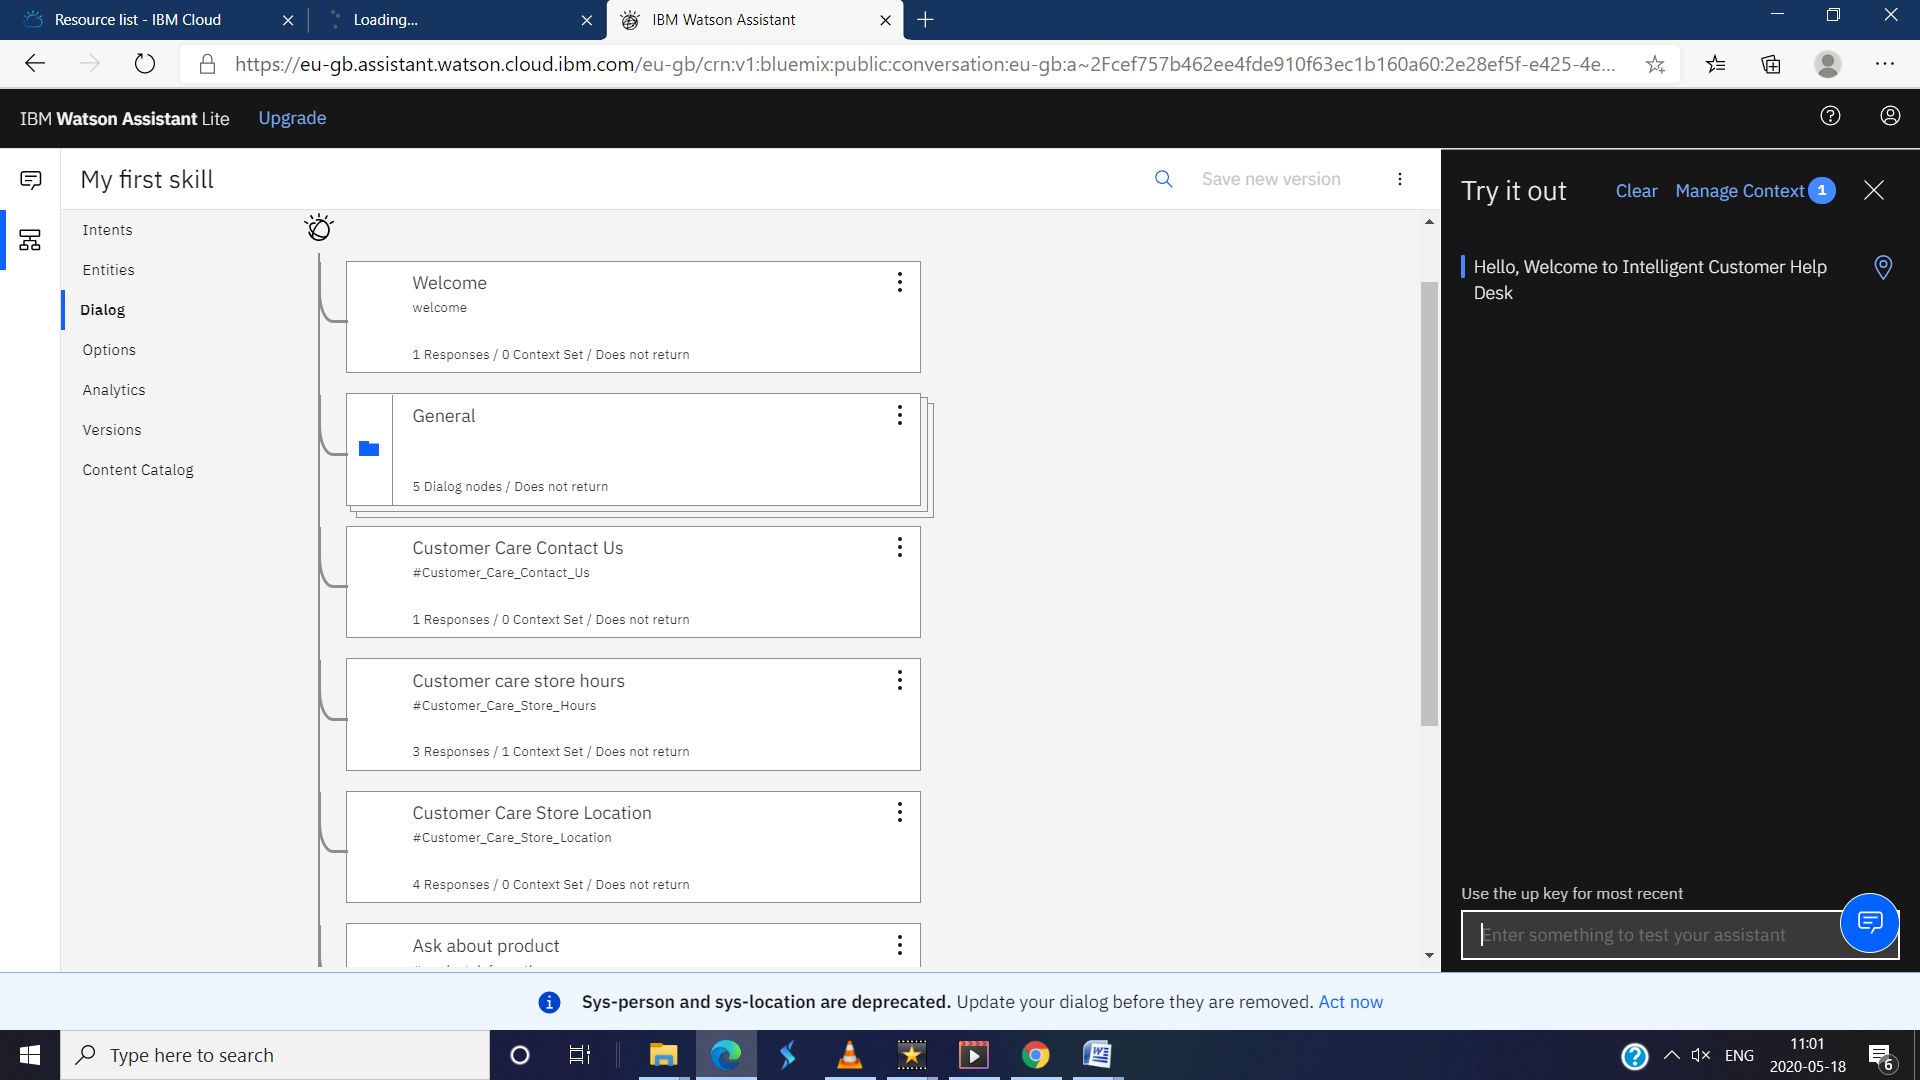 Resource list - IBM Cloud
Loading...
IBM Watson Assistant
https://eu-gb.assistant.watson.cloud.ibm.com/eu-gb/crn:v1:bluemix:public:conversation:eu-gb:a~2Fcef757b462ee4fde910f63ec1b160a60:2e28ef5f-e425-4e...
IBM Watson Assistant Lite
Upgrade
My first skill
Save new version
Intents
Entities
Dialog
Options
Analytics
Versions
Content Catalog
Welcome
welcome
1 Responses / 0 Context Set / Does not return
General
5 Dialog nodes / Does not return
Customer Care Contact Us
#Customer_Care_Contact_Us
1 Responses / 0 Context Set / Does not return
Customer care store hours
#Customer_Care_Store_Hours
3 Responses / 1 Context Set / Does not return
Customer Care Store Location
#Customer_Care_Store_Location
4 Responses / 0 Context Set / Does not return
Ask about product
Try it out
Clear
Manage Context 1
Hello, Welcome to Intelligent Customer Help
Desk
Use the up key for most recent
Enter something to test your assistant
Sys-person and sys-location are deprecated. Update your dialog before they are removed. Act now
Type here to search
ENG
11:01
2020-05-18
6